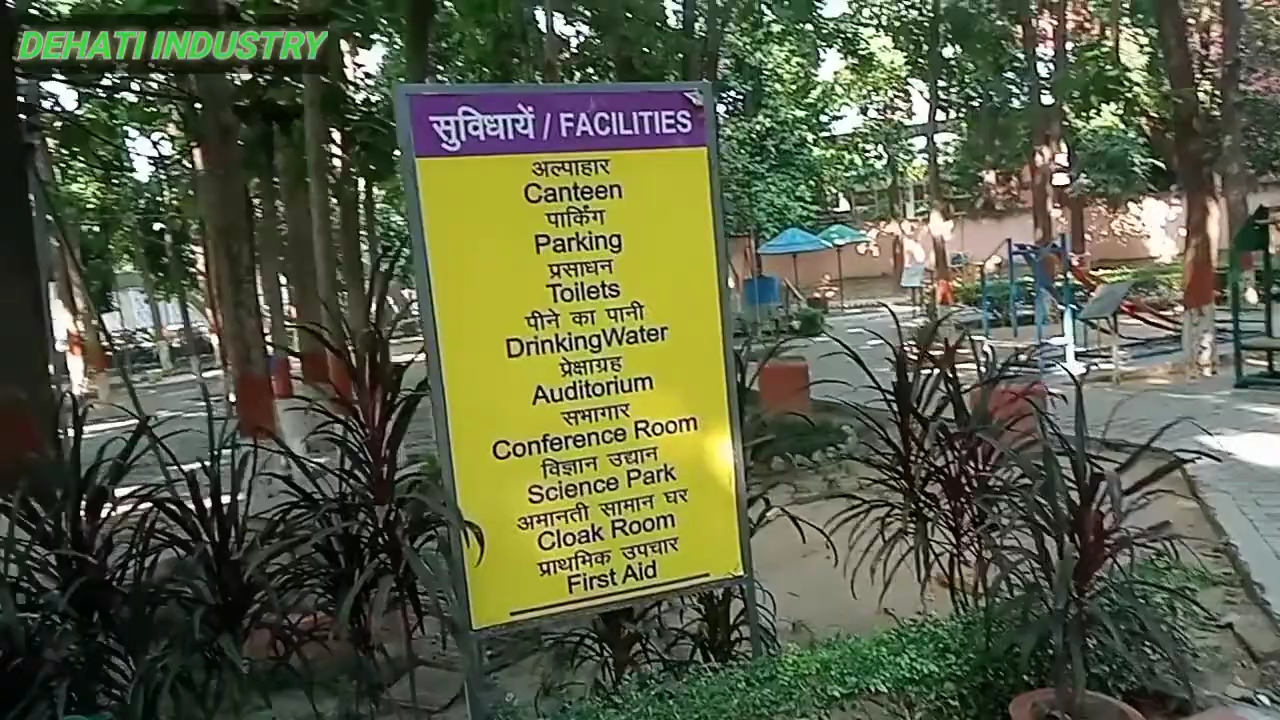 DEHATI INDUSTRY
सुविधायें / FACILITIES
अल्पाहार
Canteen
पार्किंग
Parking
प्रसाधन
Toilets
पीने का पानी
DrinkingWater
प्रेक्षाग्रह
Auditorium
सभागार
Conference Room
विज्ञान उद्यान
Science Park
अमानती सामान घर
Cloak Room
प्राथमिक उपचार
First Aid